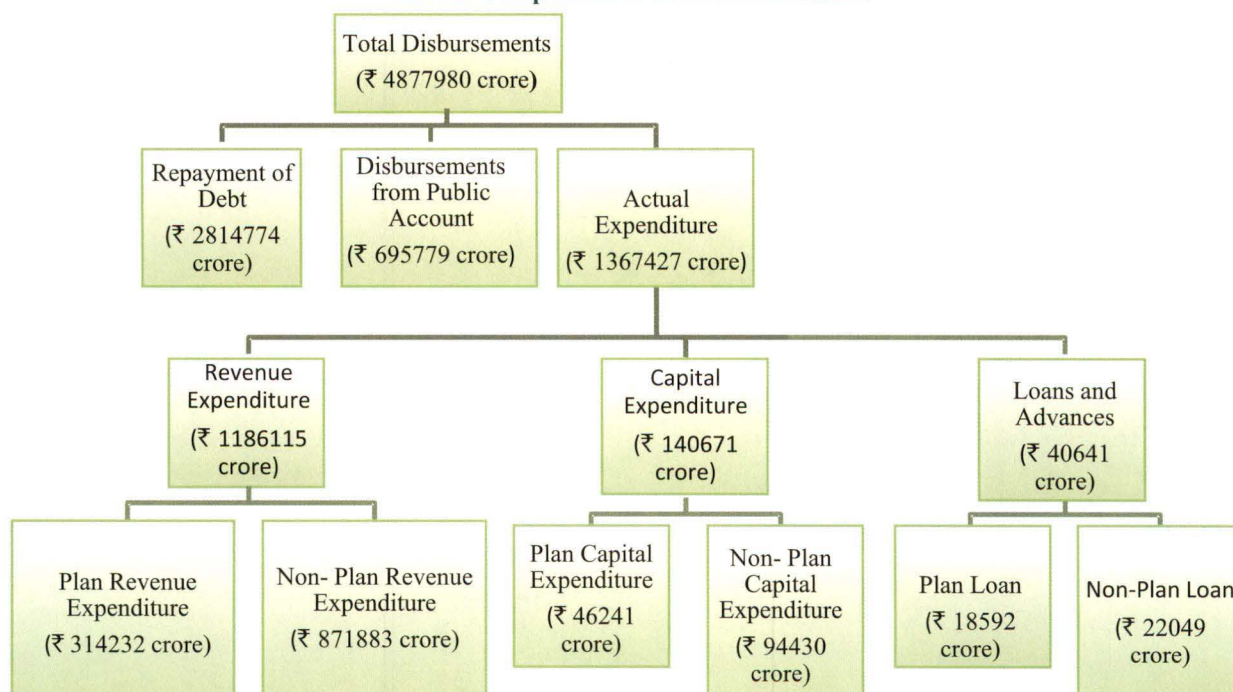 Total Disbursements
(₹ 4877980 crore)
Repayment of
Debt
(₹ 2814774
crore)
Disbursements
from Public
Account
(₹ 695779 crore)
Actual
Expenditure
(₹ 1367427 crore)
Revenue
Expenditure
(₹ 1186115
crore)
Capital
Expenditure
(₹ 140671
crore)
Loans and
Advances
(₹ 40641
crore)
Plan Revenue
Expenditure
(₹ 314232 crore)
Non- Plan Revenue
Expenditure
(₹ 871883 crore)
Plan Capital
Expenditure
(₹ 46241
crore)
Non- Plan
Capital
Expenditure
(₹ 94430
crore)
Plan Loan
(₹ 18592
crore)
Non-Plan Loan
(₹ 22049
crore)